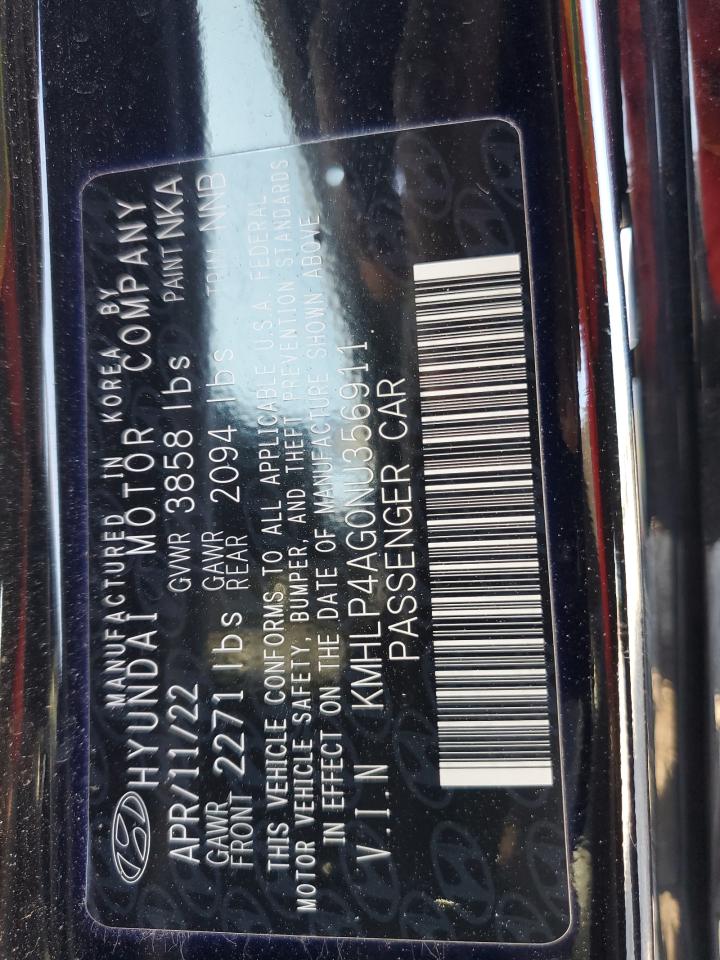 MANUFACTURED IN KOREA BY
HYUNDAI MOTOR COMPANY
APR/11/22 GVWR 3858 lbs PAINT NKA
GAWR FRONT 2271 lbs GAWR REAR 2094 lbs TRIM NNB
THIS VEHICLE CONFORMS TO ALL APPLICABLE U.S.A. FEDERAL
MOTOR VEHICLE SAFETY, BUMPER, AND THEFT PREVENTION STANDARDS
IN EFFECT ON THE DATE OF MANUFACTURE SHOWN ABOVE
V.I.N KMHLP4AG0NU356911.
PASSENGER CAR